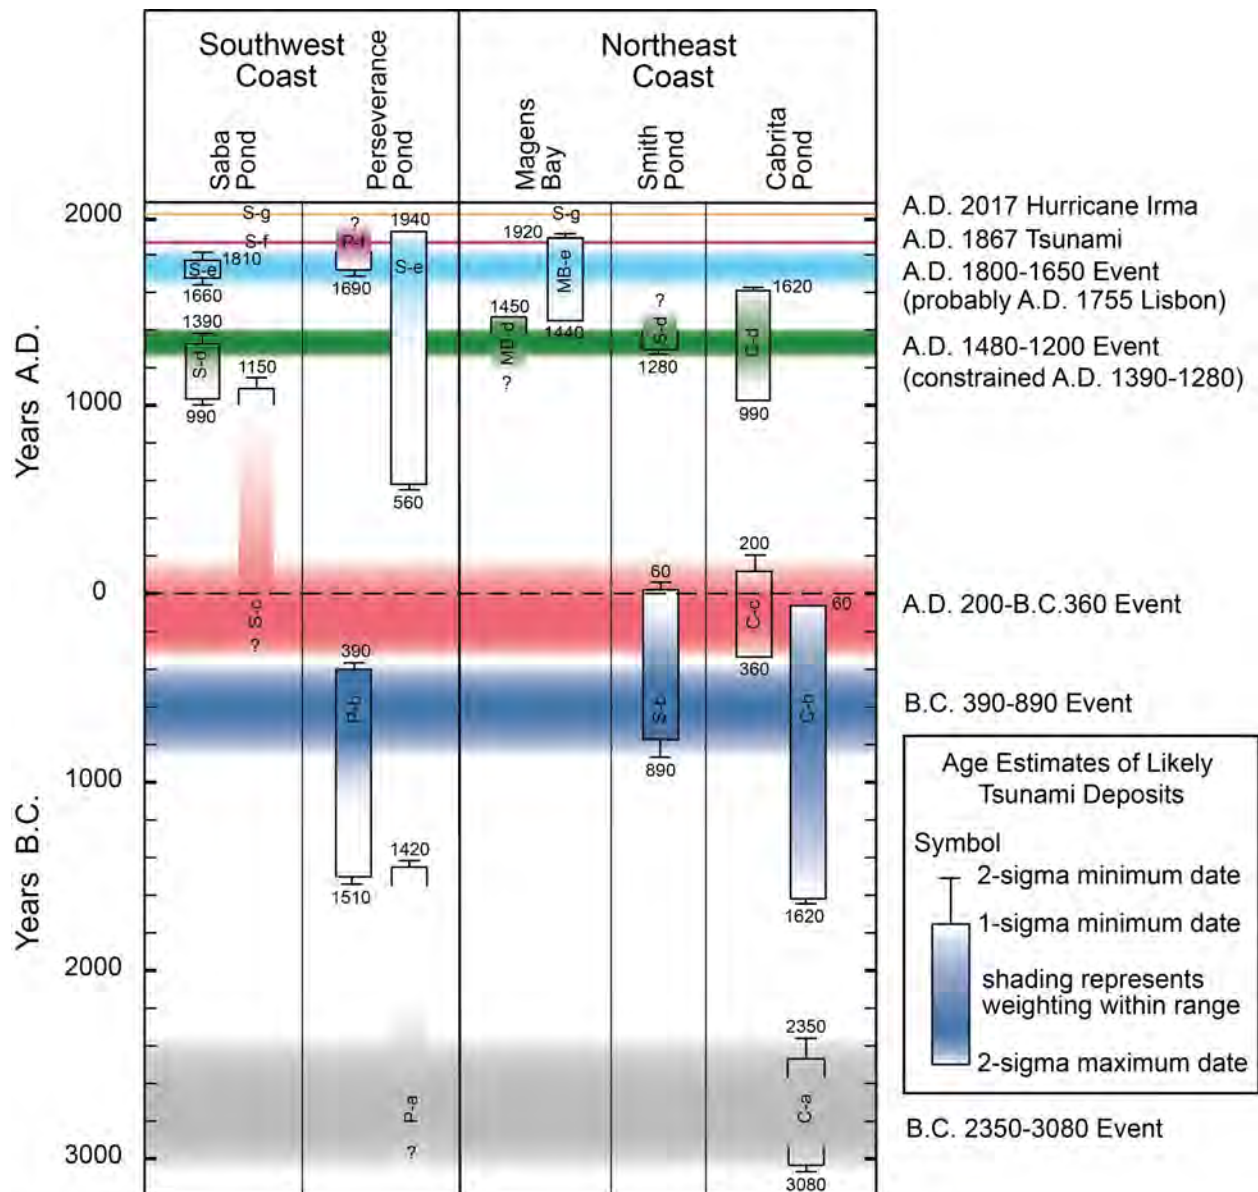 Southwest
Coast
Northeast
Coast
Saba
Pond
Perseverance
Pond
Magens
Bay
Smith
Pond
Cabrita
Pond
Years A.D.
Years B.C.
2000
1000
0
1000
2000
3000
S-g
S-g
S-f
?
P-f
1690
1940
S-e
560
1810
S-e
1660
1390
S-d
990
1150
S-c
?
1920
MB-e
1440
1450
MB-d
?
?
S-d
1280
1620
C-d
990
200
C-c
360
60
S-b
890
60
C-b
1620
390
P-b
1510
1420
P-a
?
2350
C-a
3080
A.D. 2017 Hurricane Irma
A.D. 1867 Tsunami
A.D. 1800-1650 Event
(probably A.D. 1755 Lisbon)
A.D. 1480-1200 Event
(constrained A.D. 1390-1280)
A.D. 200-B.C.360 Event
B.C. 390-890 Event
Age Estimates of Likely
Tsunami Deposits
Symbol
2-sigma minimum date
1-sigma minimum date
shading represents
weighting within range
2-sigma maximum date
B.C. 2350-3080 Event